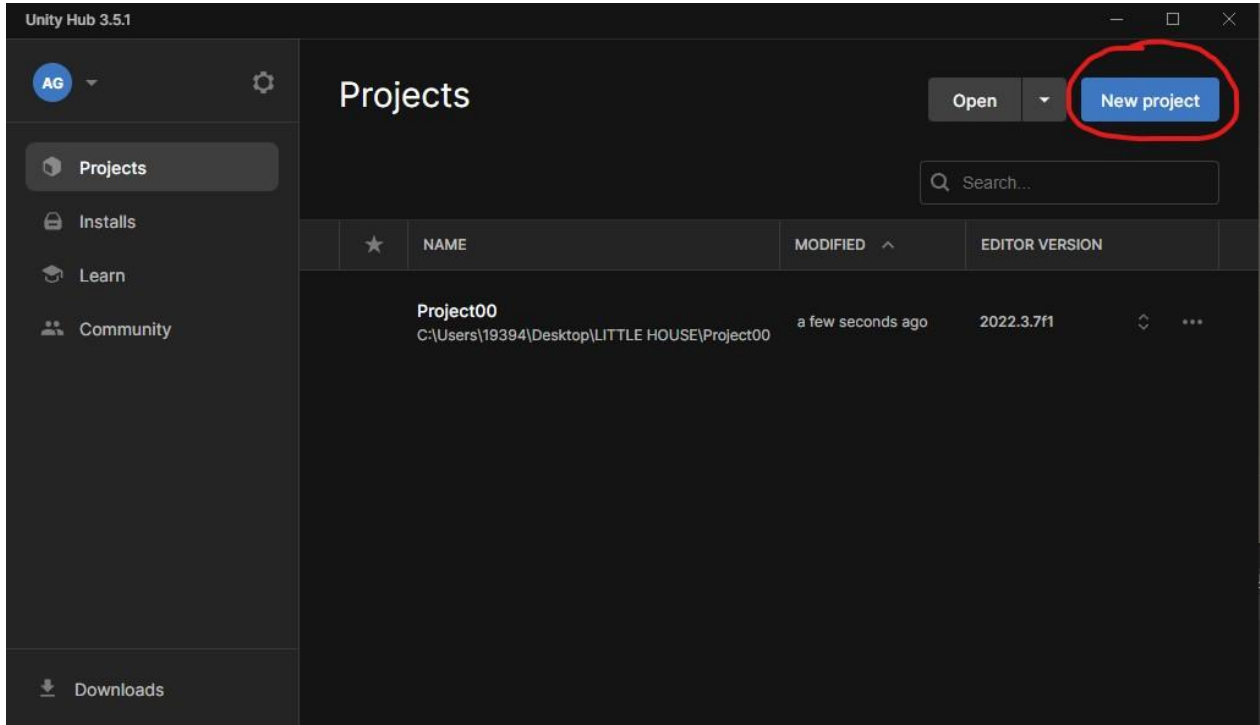 Unity Hub 3.5.1
AG
Projects
Installs
Learn
Community
Downloads
Projects
Open
New project
Search...
NAME
MODIFIED
EDITOR VERSION
Project00
C:\Users\19394\Desktop\LITTLE HOUSE\Project00
a few seconds ago
2022.3.7f1